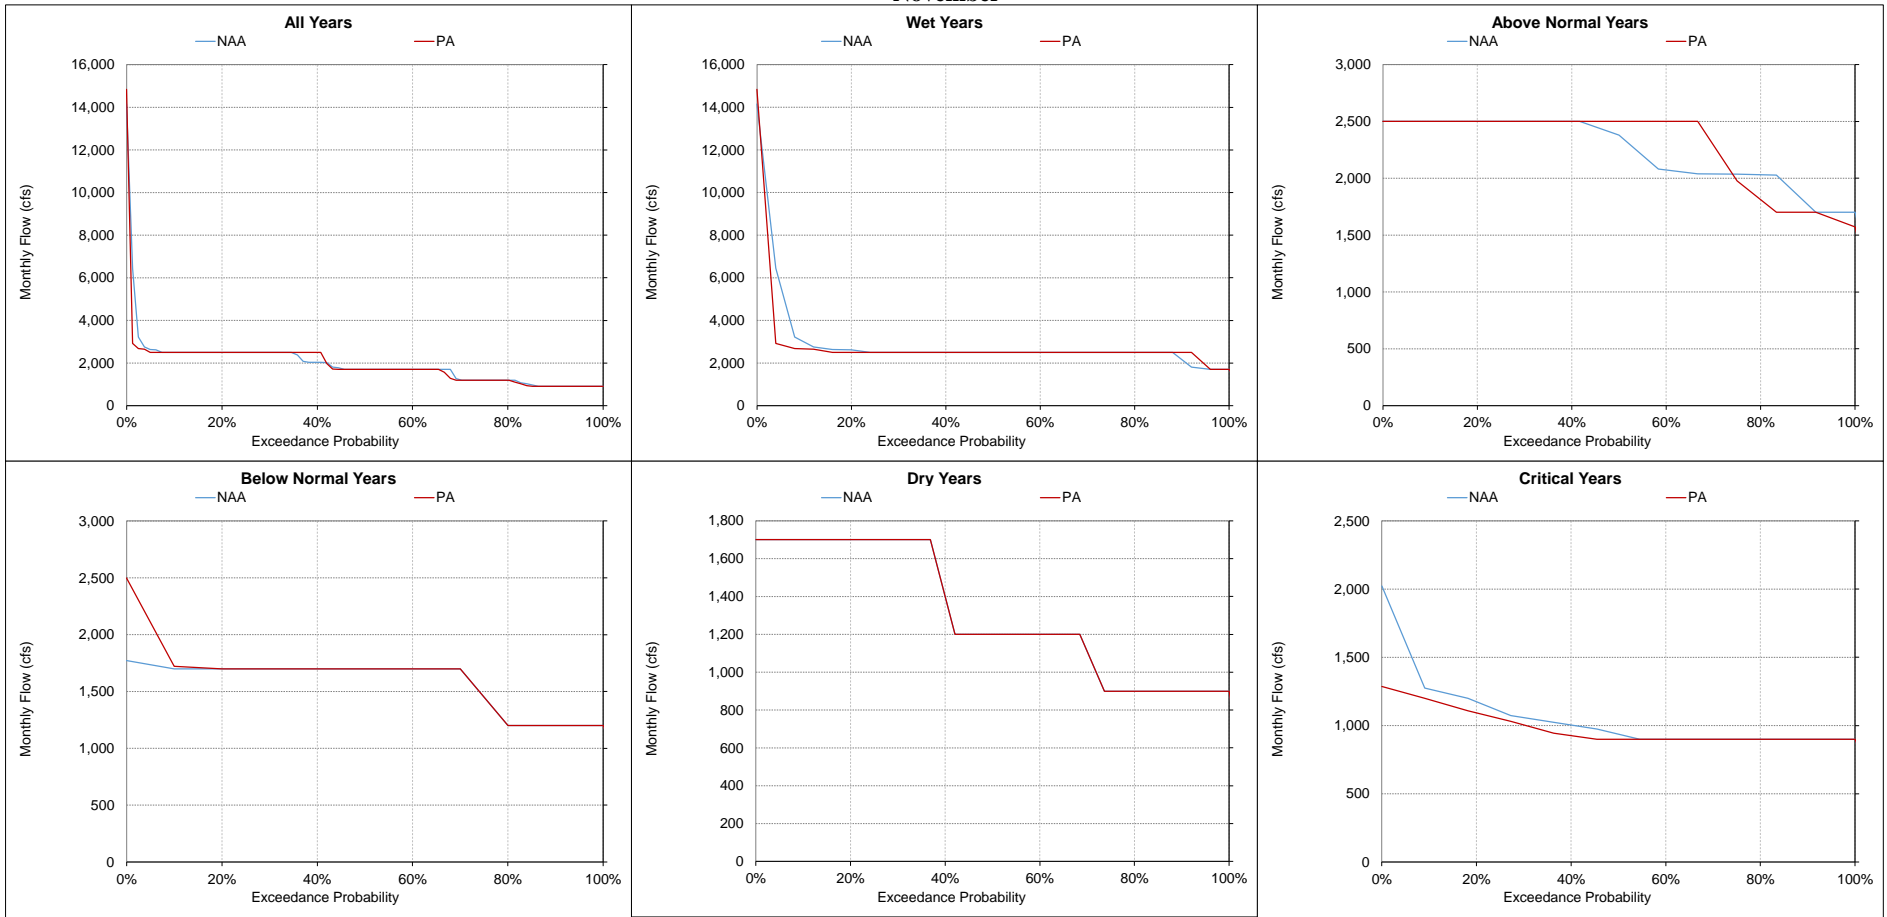 All Years
NAA PA
16,000
14,000
12,000
10,000
8,000
6,000
4,000
2,000
0
0% 20% 40% 60% 80% 100%
Monthly Flow (cfs)
Exceedance Probability
Wet Years
NAA PA
16,000
14,000
12,000
10,000
8,000
6,000
4,000
2,000
0
0% 20% 40% 60% 80% 100%
Monthly Flow (cfs)
Exceedance Probability
Above Normal Years
NAA PA
3,000
2,500
2,000
1,500
1,000
500
0
0% 20% 40% 60% 80% 100%
Monthly Flow (cfs)
Exceedance Probability
Below Normal Years
NAA PA
3,000
2,500
2,000
1,500
1,000
500
0
0% 20% 40% 60% 80% 100%
Monthly Flow (cfs)
Exceedance Probability
Dry Years
NAA PA
1,800
1,600
1,400
1,200
1,000
800
600
400
200
0
0% 20% 40% 60% 80% 100%
Monthly Flow (cfs)
Exceedance Probability
Critical Years
NAA PA
2,500
2,000
1,500
1,000
500
0
0% 20% 40% 60% 80% 100%
Monthly Flow (cfs)
Exceedance Probability